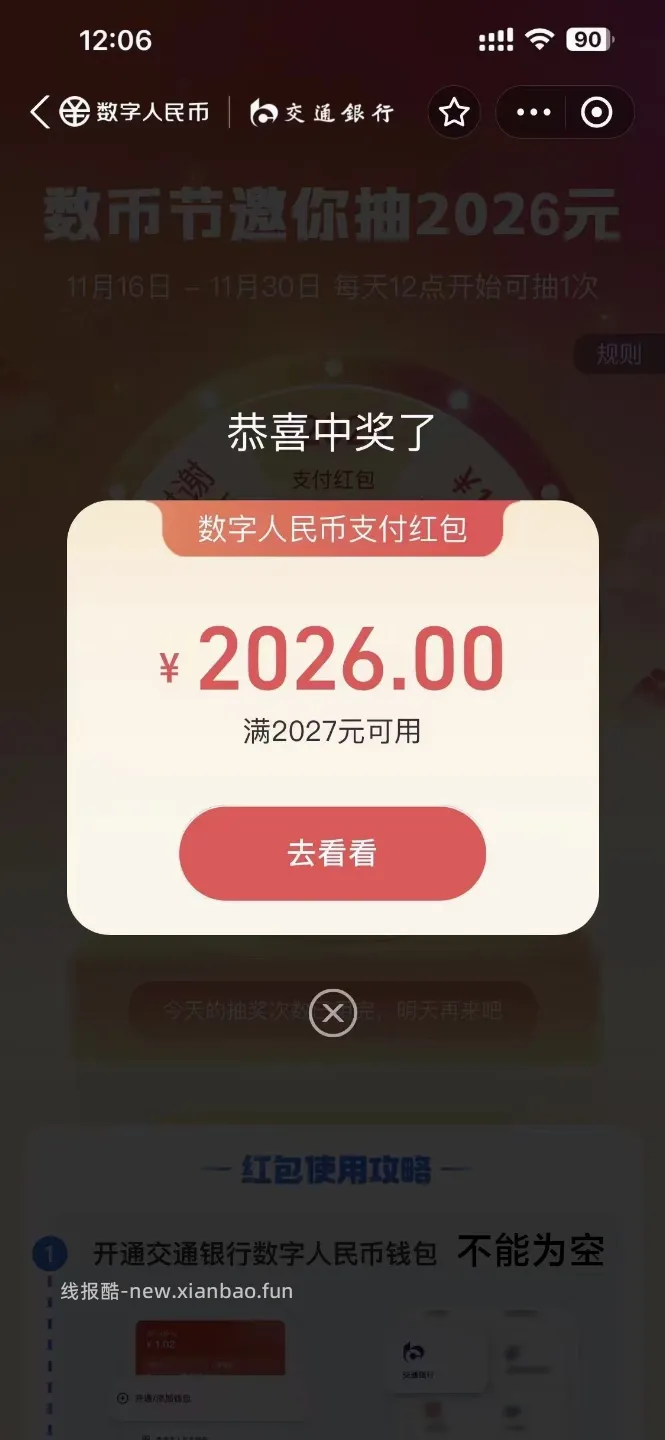 12:06
90
数字人民币 | 交通銀行
数币节邀你抽2026元
11月16日 – 11月30日 每天12点开始可抽1次
规则
恭喜中奖了
支付红包
谢
数字人民币支付红包
¥ 2026.00
满2027元可用
去看看
今天的抽奖次数 完，明天再来吧
红包使用攻略
1 开通交通银行数字人民币钱包 不能为空
线报酷-new.xianbao.fun
交通银行